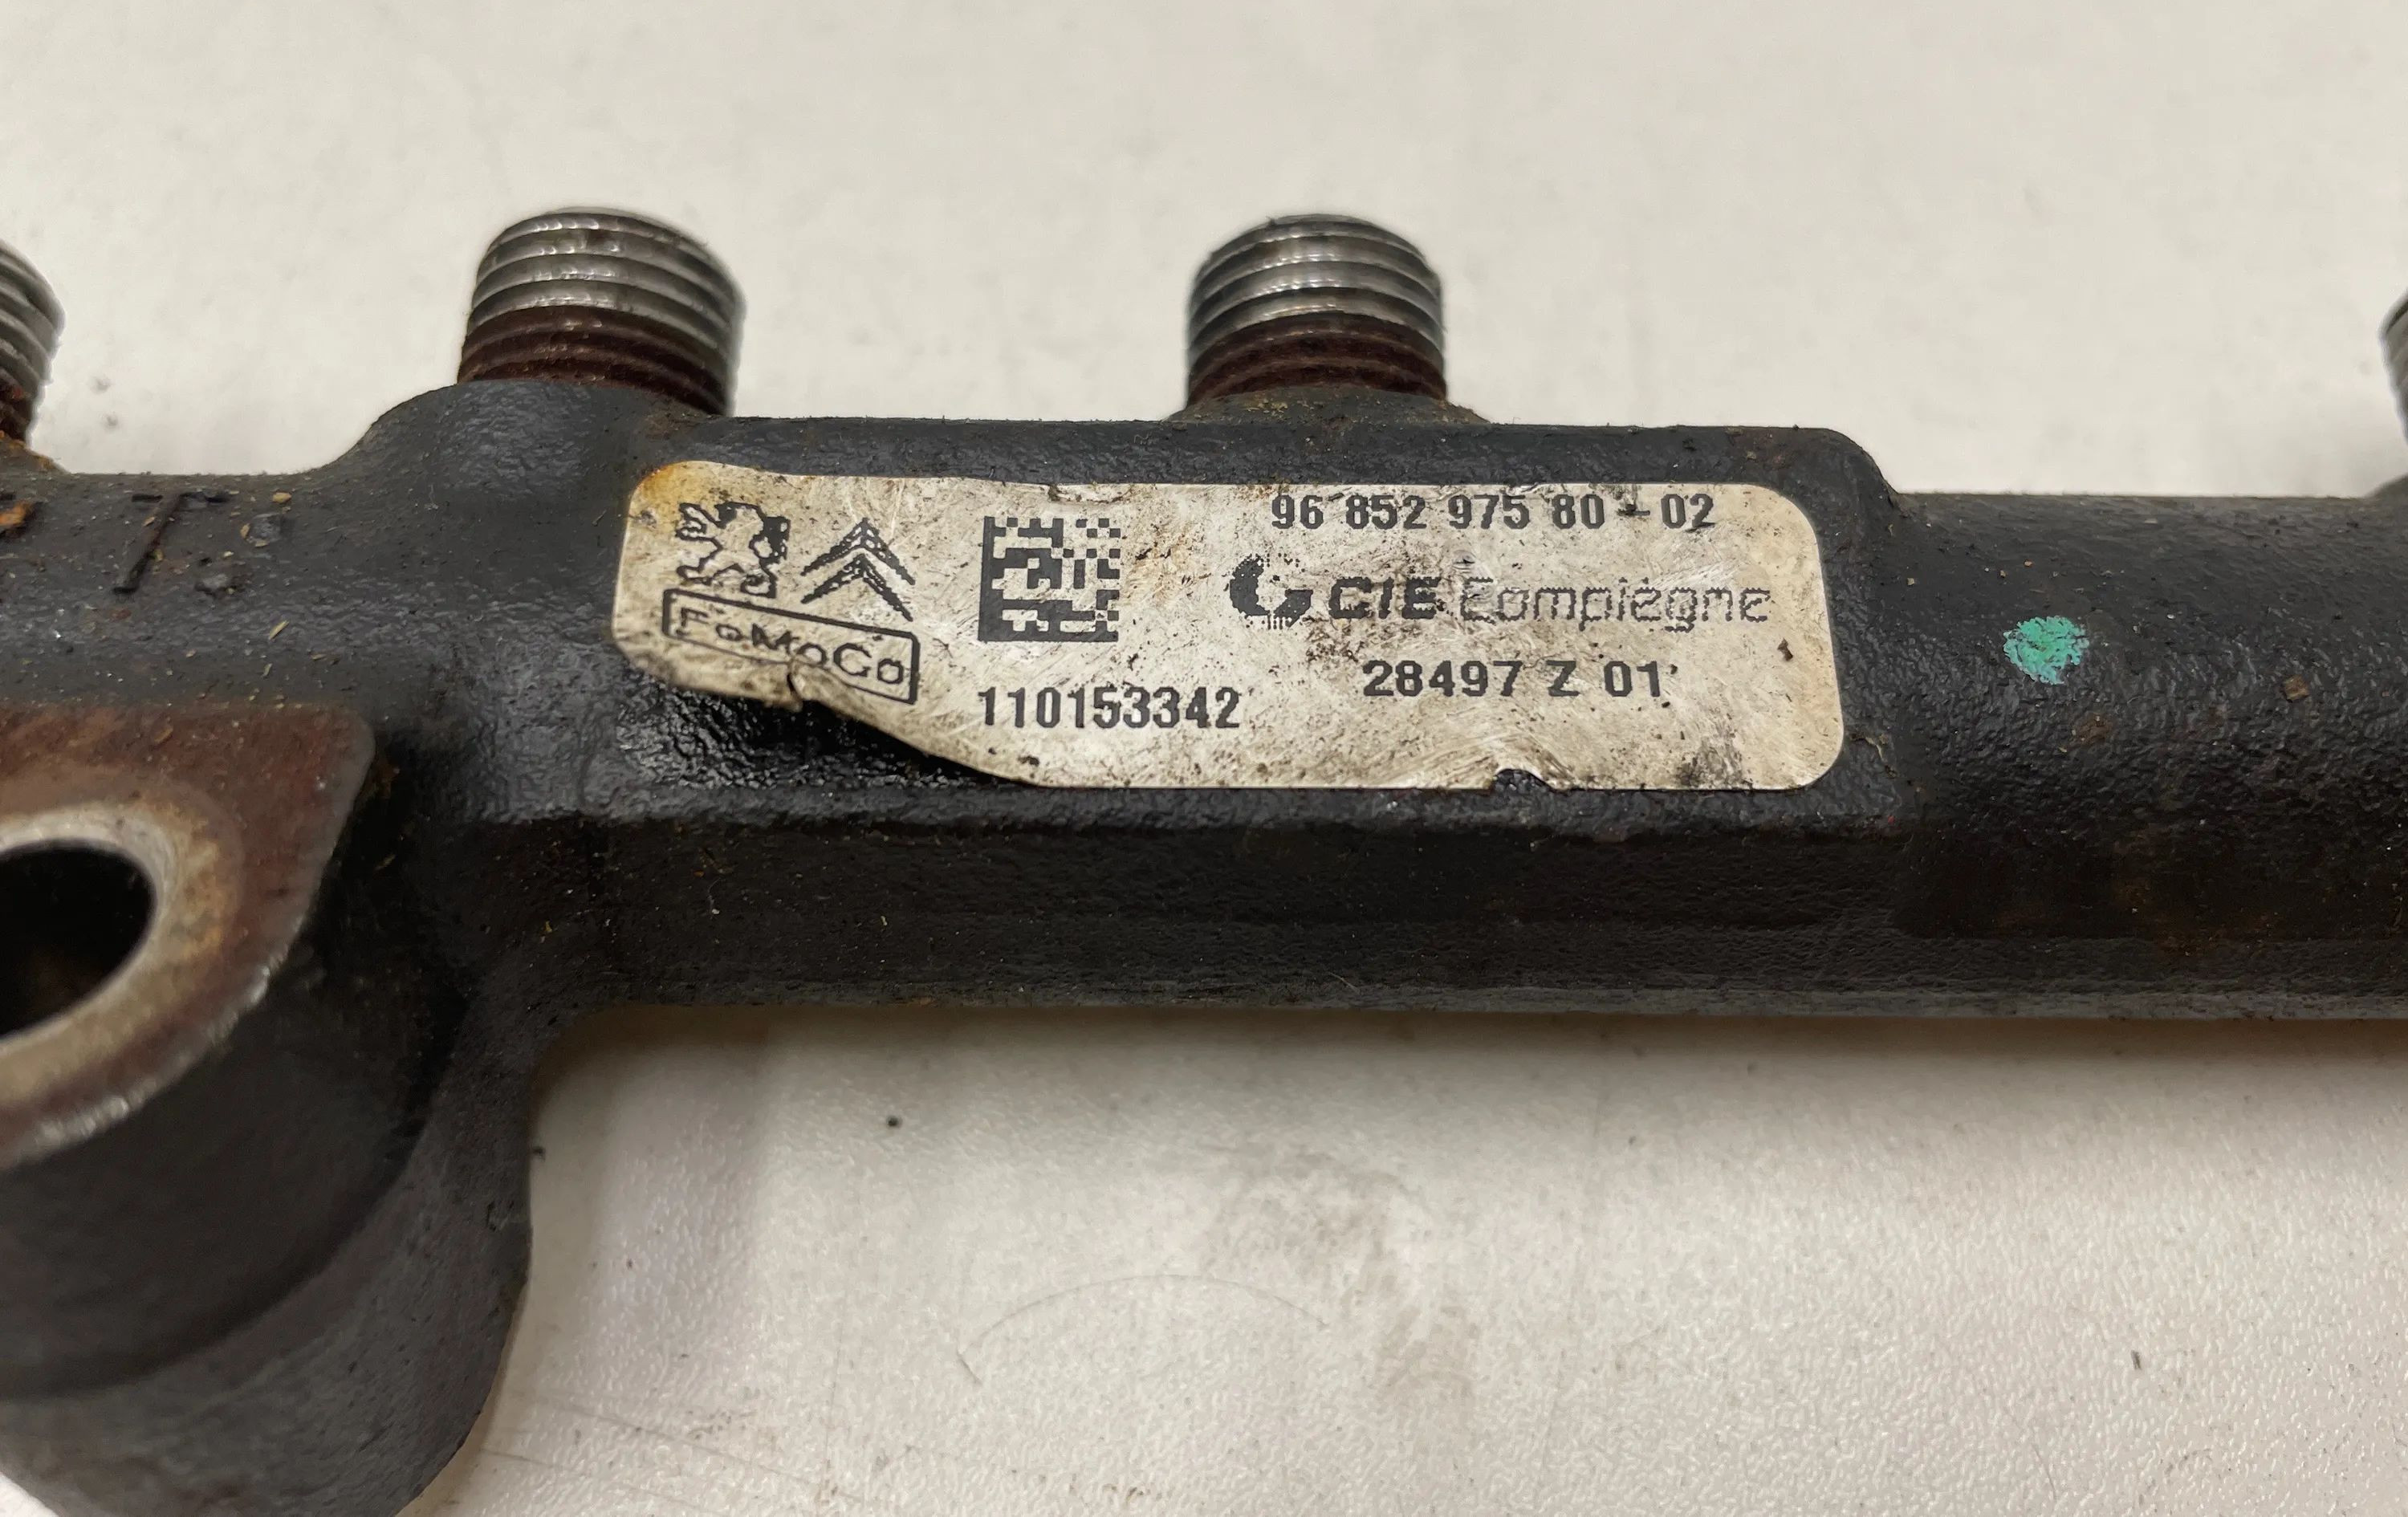 96 852 975 80-02
CIE Compiègne
FoMoCo
28497 Z 01
110153342